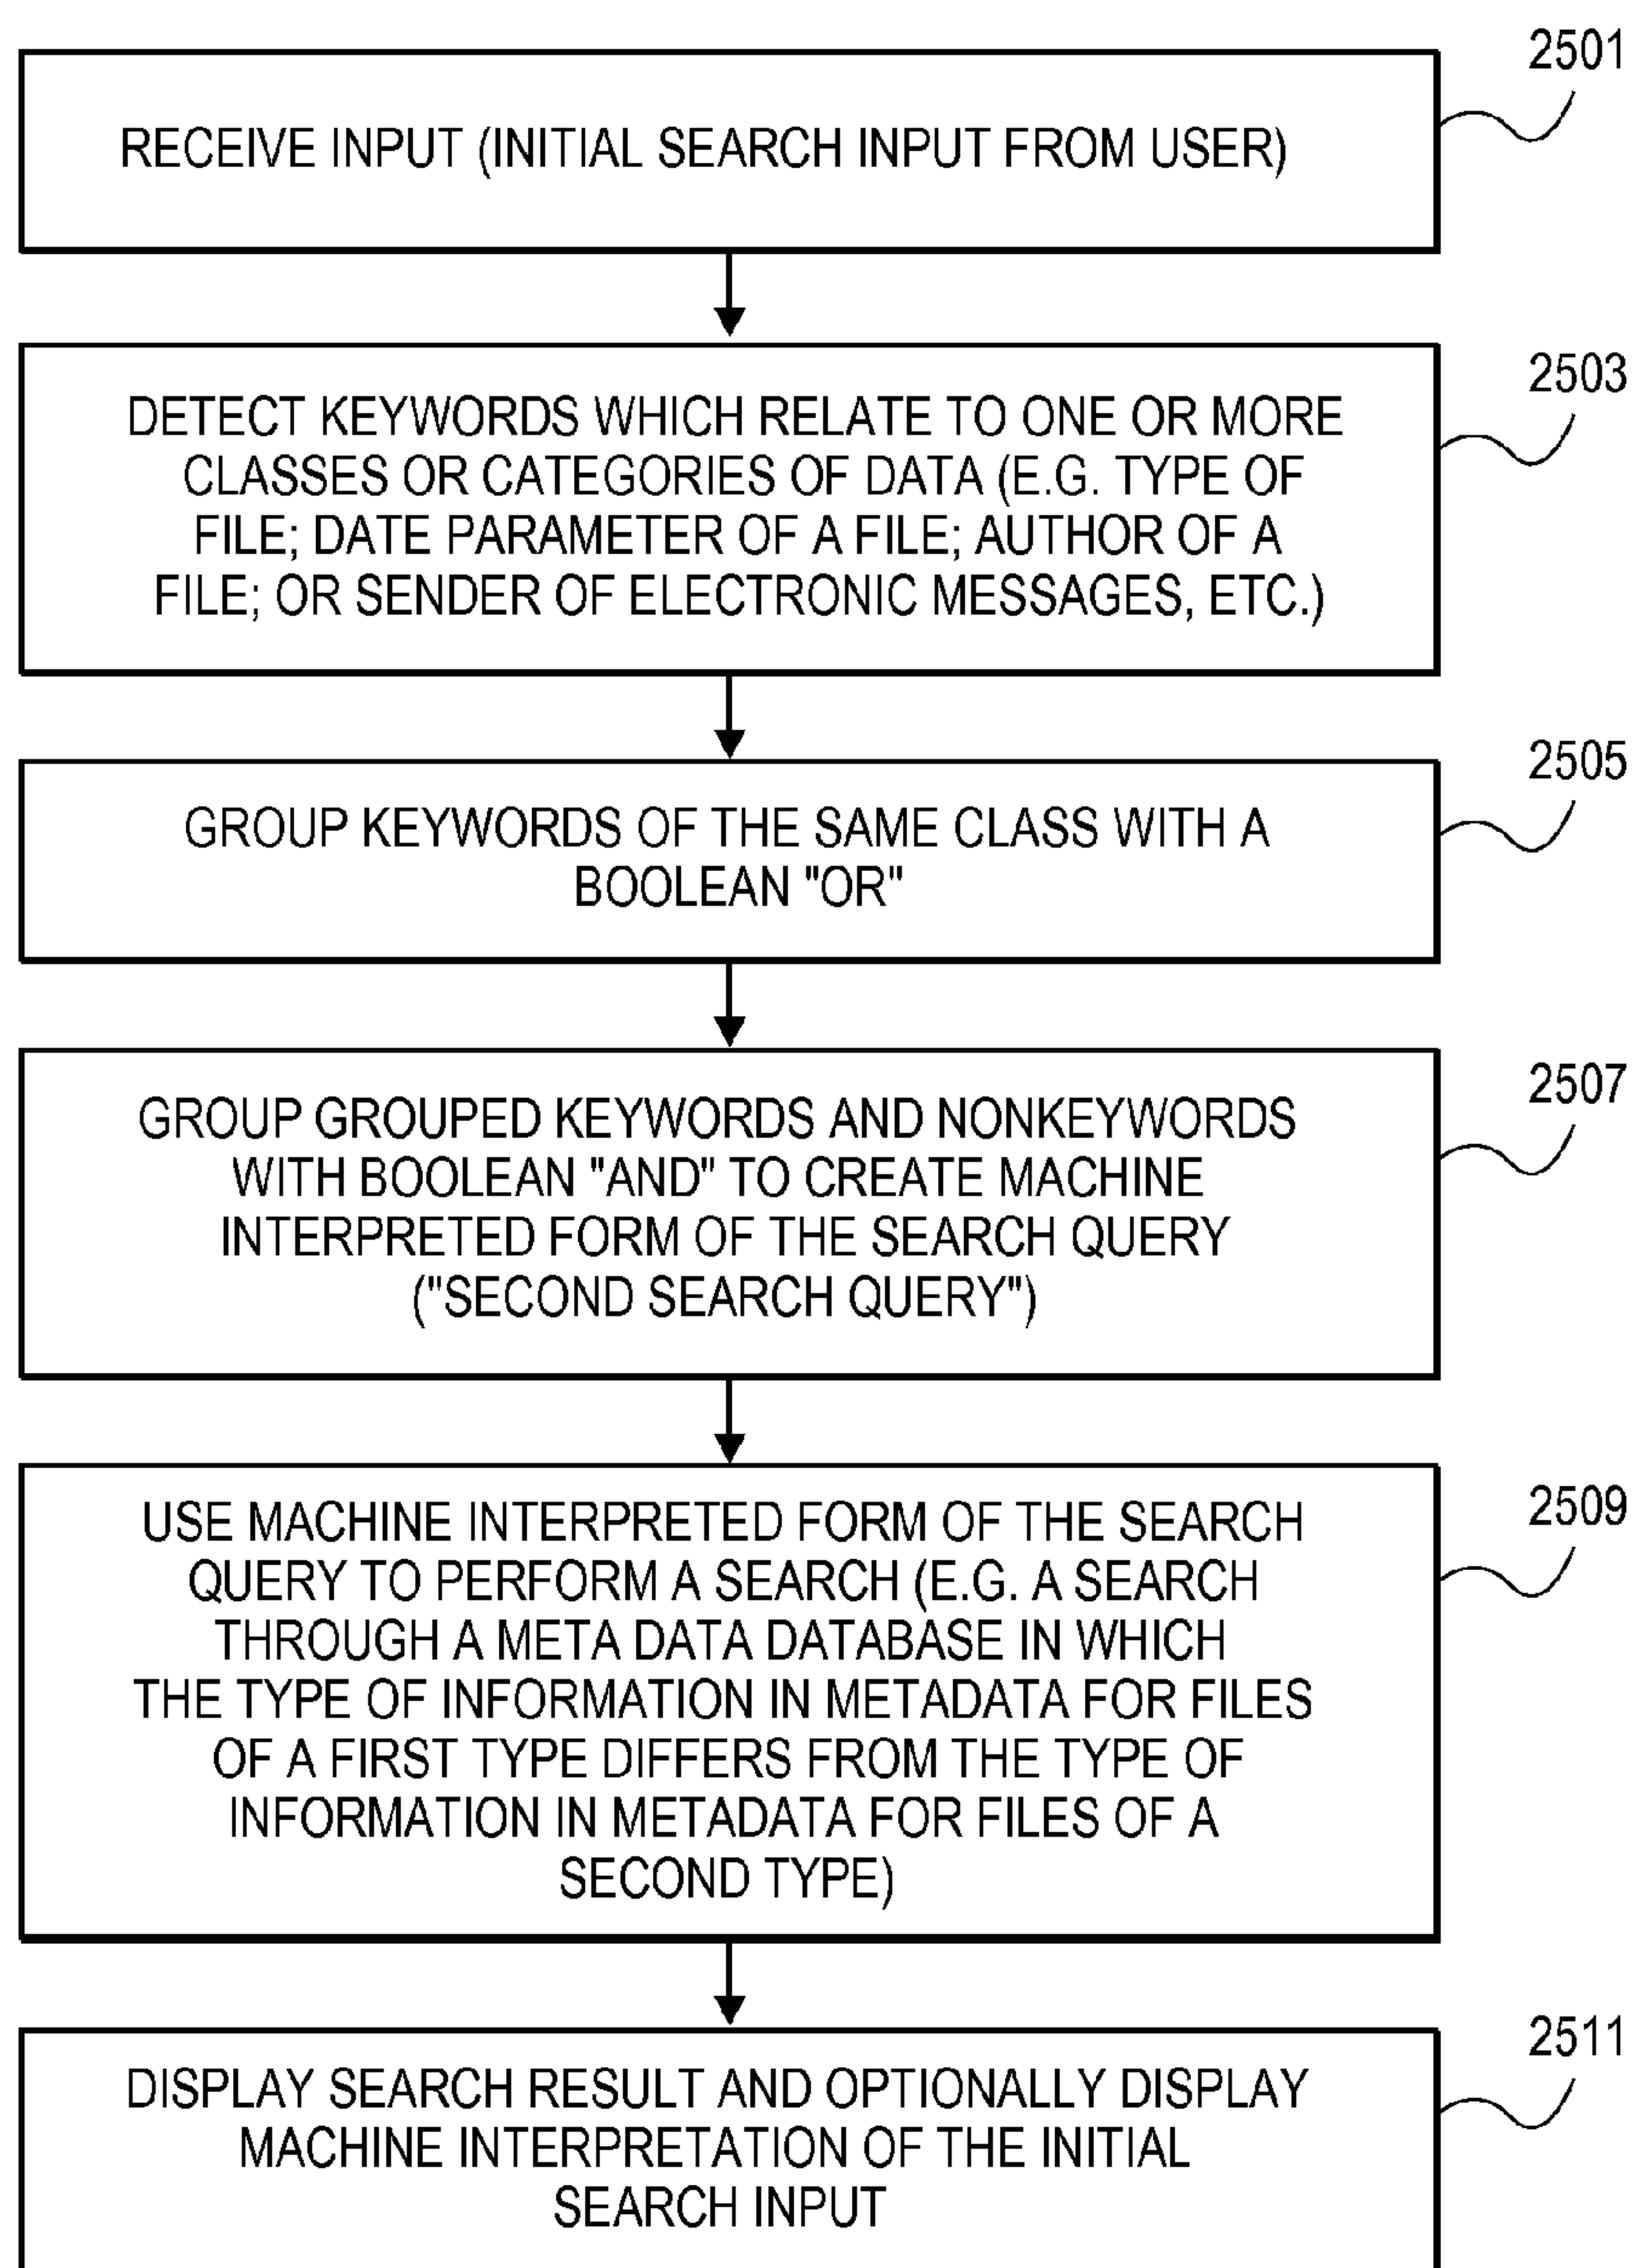 2501
RECEIVE INPUT (INITIAL SEARCH INPUT FROM USER)
2503
DETECT KEYWORDS WHICH RELATE TO ONE OR MORE
CLASSES OR CATEGORIES OF DATA (E.G. TYPE OF
FILE; DATE PARAMETER OF A FILE; AUTHOR OF A
FILE; OR SENDER OF ELECTRONIC MESSAGES, ETC.)
2505
GROUP KEYWORDS OF THE SAME CLASS WITH A
BOOLEAN "OR"
2507
GROUP GROUPED KEYWORDS AND NONKEYWORDS
WITH BOOLEAN "AND" TO CREATE MACHINE
INTERPRETED FORM OF THE SEARCH QUERY
("SECOND SEARCH QUERY")
2509
USE MACHINE INTERPRETED FORM OF THE SEARCH
QUERY TO PERFORM A SEARCH (E.G. A SEARCH
THROUGH A META DATA DATABASE IN WHICH
THE TYPE OF INFORMATION IN METADATA FOR FILES
OF A FIRST TYPE DIFFERS FROM THE TYPE OF
INFORMATION IN METADATA FOR FILES OF A
SECOND TYPE)
2511
DISPLAY SEARCH RESULT AND OPTIONALLY DISPLAY
MACHINE INTERPRETATION OF THE INITIAL
SEARCH INPUT